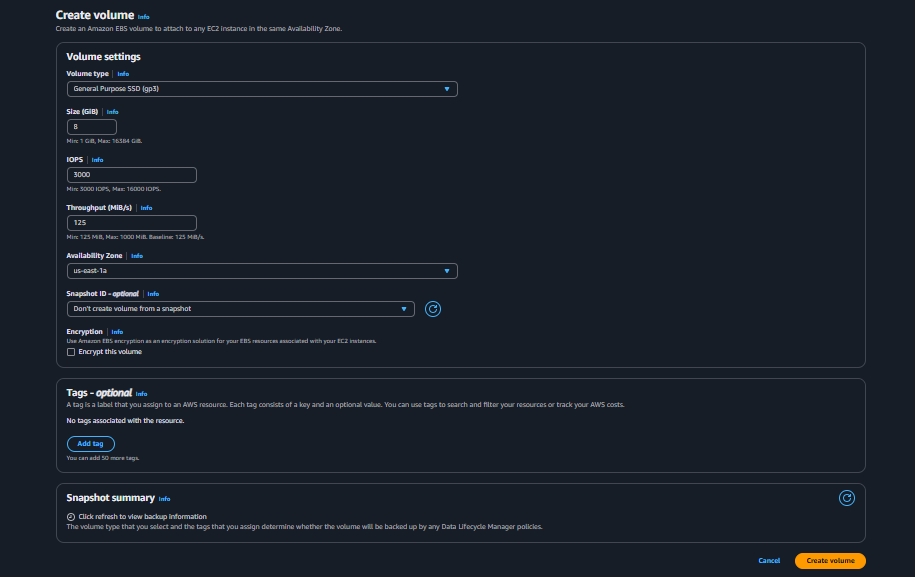 Create volume Info
Create an Amazon EBS volume to attach to any EC2 instance in the same Availability Zone.
Volume settings
Volume type | Info
General Purpose SSD (gp3)
Size (GiB) | Info
8
Min: 1 GiB, Max: 16384 GiB.
IOPS | Info
3000
Min: 3000 IOPS, Max: 16000 IOPS.
Throughput (MiB/s) | Info
125
Min: 125 MiB, Max: 1000 MiB. Baseline: 125 MiB/s.
Availability Zone | Info
us-east-1a
Snapshot ID - optional | Info
Don't create volume from a snapshot
Encryption | Info
Use Amazon EBS encryption as an encryption solution for your EBS resources associated with your EC2 instances.
Encrypt this volume
Tags - optional Info
A tag is a label that you assign to an AWS resource. Each tag consists of a key and an optional value. You can use tags to search and filter your resources or track your AWS costs.
No tags associated with the resource.
Add tag
You can add 50 more tags.
Snapshot summary Info
Click refresh to view backup information
The volume type that you select and the tags that you assign determine whether the volume will be backed up by any Data Lifecycle Manager policies.
Cancel Create volume